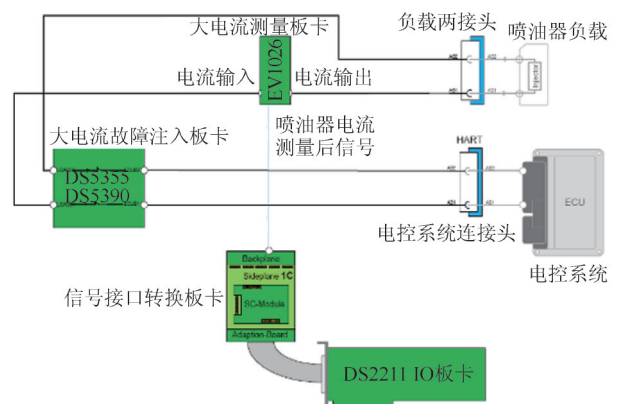 大电流测量板卡
负载两接头
喷油器负载
EV1026
电流输入
电流输出
Injector
喷油器电流
测量后信号
大电流故障注入板卡
DS5355
DS5390
HART
ECU
电控系统连接头
电控系统
Backplane
Sideplane 1C
SC-Module
Adaption-Board
信号接口转换板卡
DS2211 IO板卡